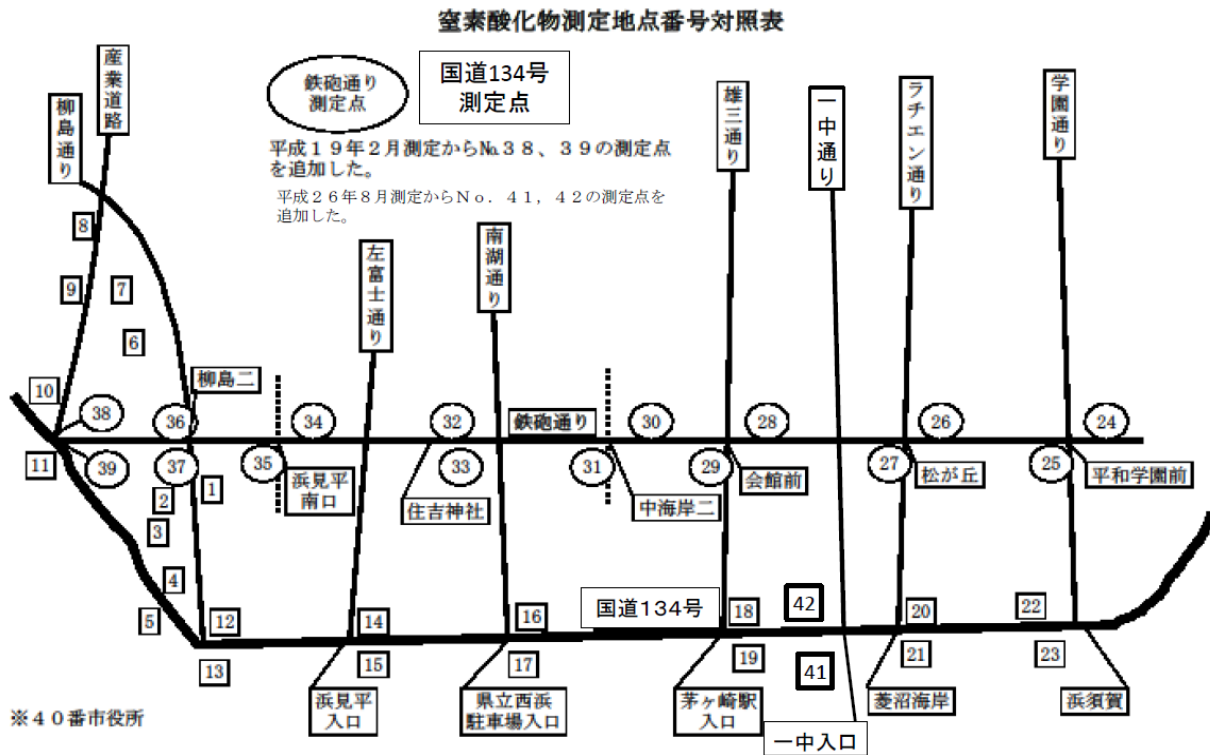 窒素酸化物測定地点番号対照表
産業道路
柳島通り
鉄砲通り
測定点
国道134号
測定点
平成19年2月測定から№38、39の測定点
を追加した。
平成26年8月測定からNo.41,42の測定点を
追加した。
雄三通り
一中通り
ラチエン通り
学園通り
左富士通り
南湖通り
8
9
7
6
10
柳島二
38
36
34
32
鉄砲通り
30
28
26
24
11
39
37
35
浜見平
南口
33
住吉神社
31
中海岸二
29
会館前
27
松が丘
25
平和学園前
1
2
3
4
5
12
14
16
国道134号
18
42
20
22
13
15
17
19
41
21
23
浜見平
入口
県立西浜
駐車場入口
茅ヶ崎駅
入口
一中入口
菱沼海岸
浜須賀
※40番市役所